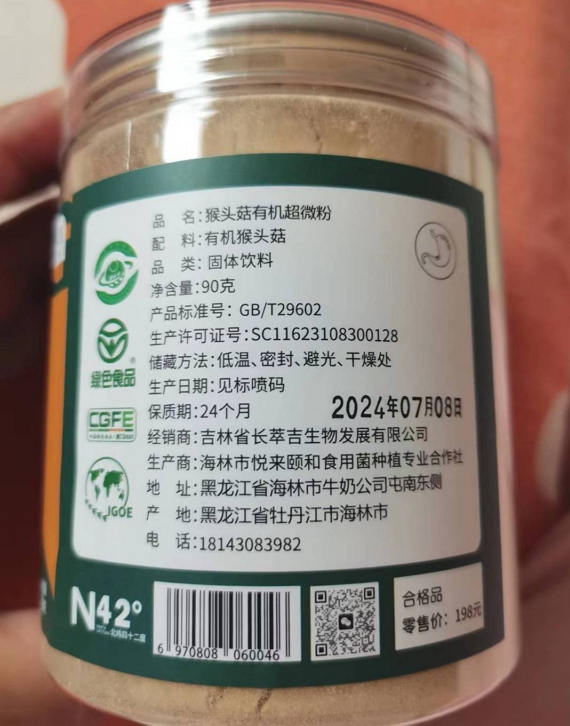 品 名:猴头菇有机超微粉
配 料:有机猴头菇
品 类:固体饮料
净含量:90克
产品标准号: GB/T29602
生产许可证号:SC11623108300128
储藏方法:低温、密封、避光、干燥处
生产日期:见标喷码
保质期:24个月
2024年07月08日
经销商:吉林省长萃吉生物发展有限公司
生产商:海林市悦来颐和食用菌种植专业合作社
地 址:黑龙江省海林市牛奶公司屯南东侧
产 地:黑龙江省牡丹江市海林市
电 话:18143083982
绿色食品
CGFE
IGOE
N42°
北纬四十二度
6 970808 060046
合格品
零售价: 198元